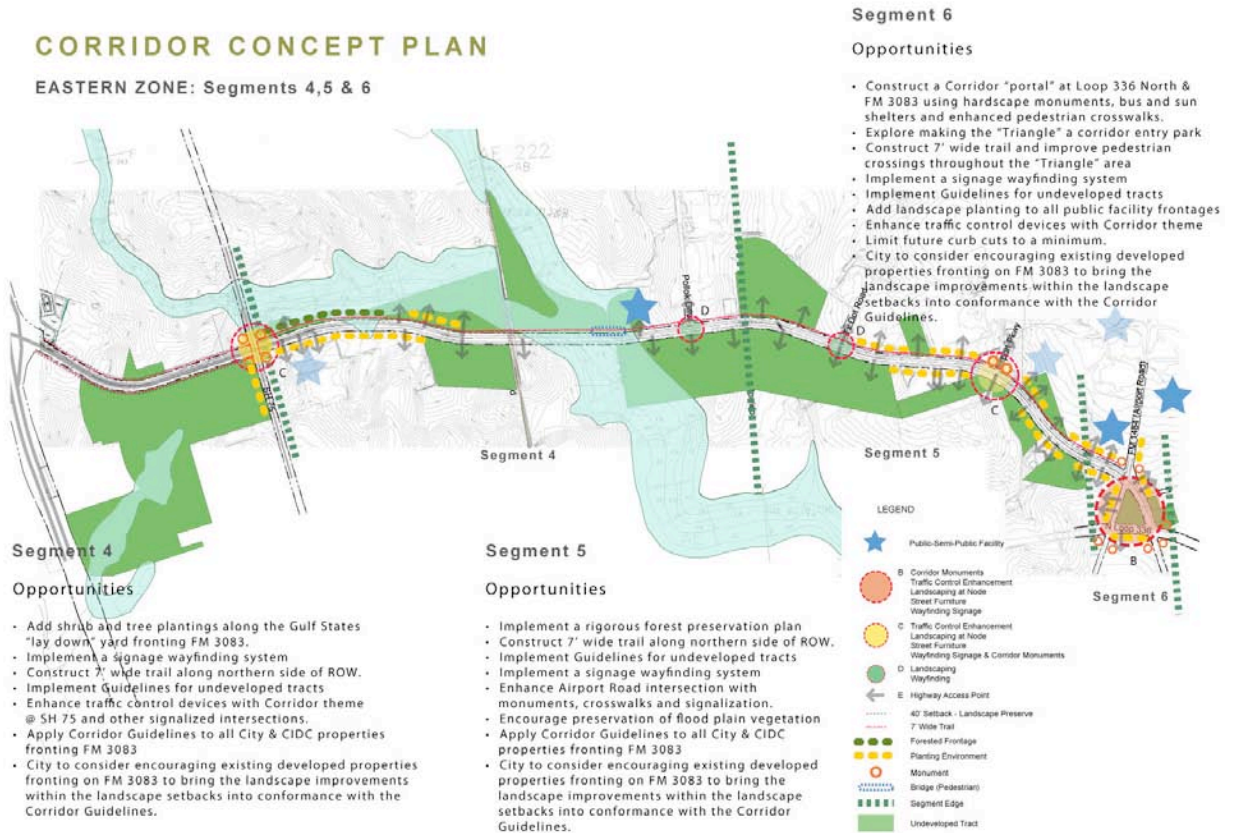 CORRIDOR CONCEPT PLAN
EASTERN ZONE: Segments 4,5 & 6
Segment 6
Opportunities
• Construct a Corridor "portal" at Loop 336 North &
FM 3083 using hardscape monuments, bus and sun
shelters and enhanced pedestrian crosswalks.
• Explore making the "Triangle" a corridor entry park
• Construct 7' wide trail and improve pedestrian
crossings throughout the "Triangle" area
• Implement a signage wayfinding system
• Implement Guidelines for undeveloped tracts
• Add landscape planting to all public facility frontages
• Enhance traffic control devices with Corridor theme
• Limit future curb cuts to a minimum.
• City to consider encouraging existing developed
properties fronting on FM 3083 to bring the
landscape improvements within the landscape
setbacks into conformance with the Corridor
Guidelines.
222
AB
D
D
C
SH 75
C
FM 1484 (Airport Road)
N Loop 336
B
Segment 4
Segment 5
Segment 6
Segment 4
Opportunities
• Add shrub and tree plantings along the Gulf States
"lay down" yard fronting FM 3083.
• Implement a signage wayfinding system
• Construct 7' wide trail along northern side of ROW.
• Implement Guidelines for undeveloped tracts
• Enhance traffic control devices with Corridor theme
@ SH 75 and other signalized intersections.
• Apply Corridor Guidelines to all City & CIDC properties
fronting FM 3083
• City to consider encouraging existing developed properties
fronting on FM 3083 to bring the landscape improvements
within the landscape setbacks into conformance with the
Corridor Guidelines.
Segment 5
Opportunities
• Implement a rigorous forest preservation plan
• Construct 7' wide trail along northern side of ROW.
• Implement Guidelines for undeveloped tracts
• Implement a signage wayfinding system
• Enhance Airport Road intersection with
monuments, crosswalks and signalization.
• Encourage preservation of flood plain vegetation
• Apply Corridor Guidelines to all City & CIDC
properties fronting FM 3083
• City to consider encouraging existing developed
properties fronting on FM 3083 to bring the
landscape improvements within the landscape
setbacks into conformance with the Corridor
Guidelines.
LEGEND
Public-Semi-Public Facility
B Corridor Monuments
Traffic Control Enhancement
Landscaping at Node
Street Furniture
Wayfinding Signage
C Traffic Control Enhancement
Landscaping at Node
Street Furniture
Wayfinding Signage & Corridor Monuments
D Landscaping
Wayfinding
E Highway Access Point
40' Setback - Landscape Preserve
7' Wide Trail
Forested Frontage
Planting Environment
Monument
Bridge (Pedestrian)
Segment Edge
Undeveloped Tract